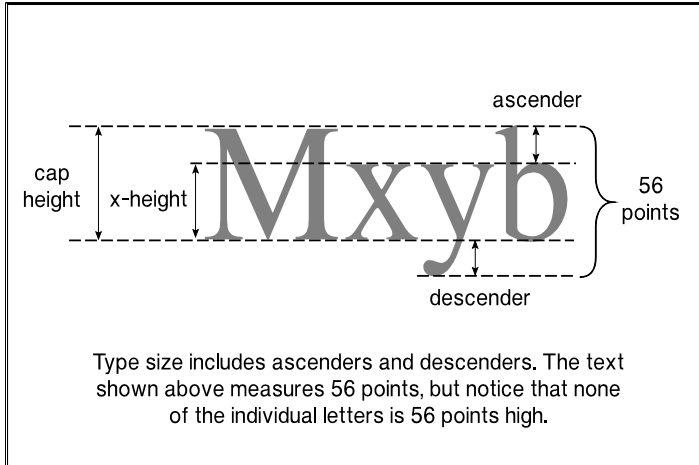 ascender
cap
height
x-height
Mxyb
56
points
descender
Type size includes ascenders and descenders. The text
shown above measures 56 points, but notice that none
of the individual letters is 56 points high.